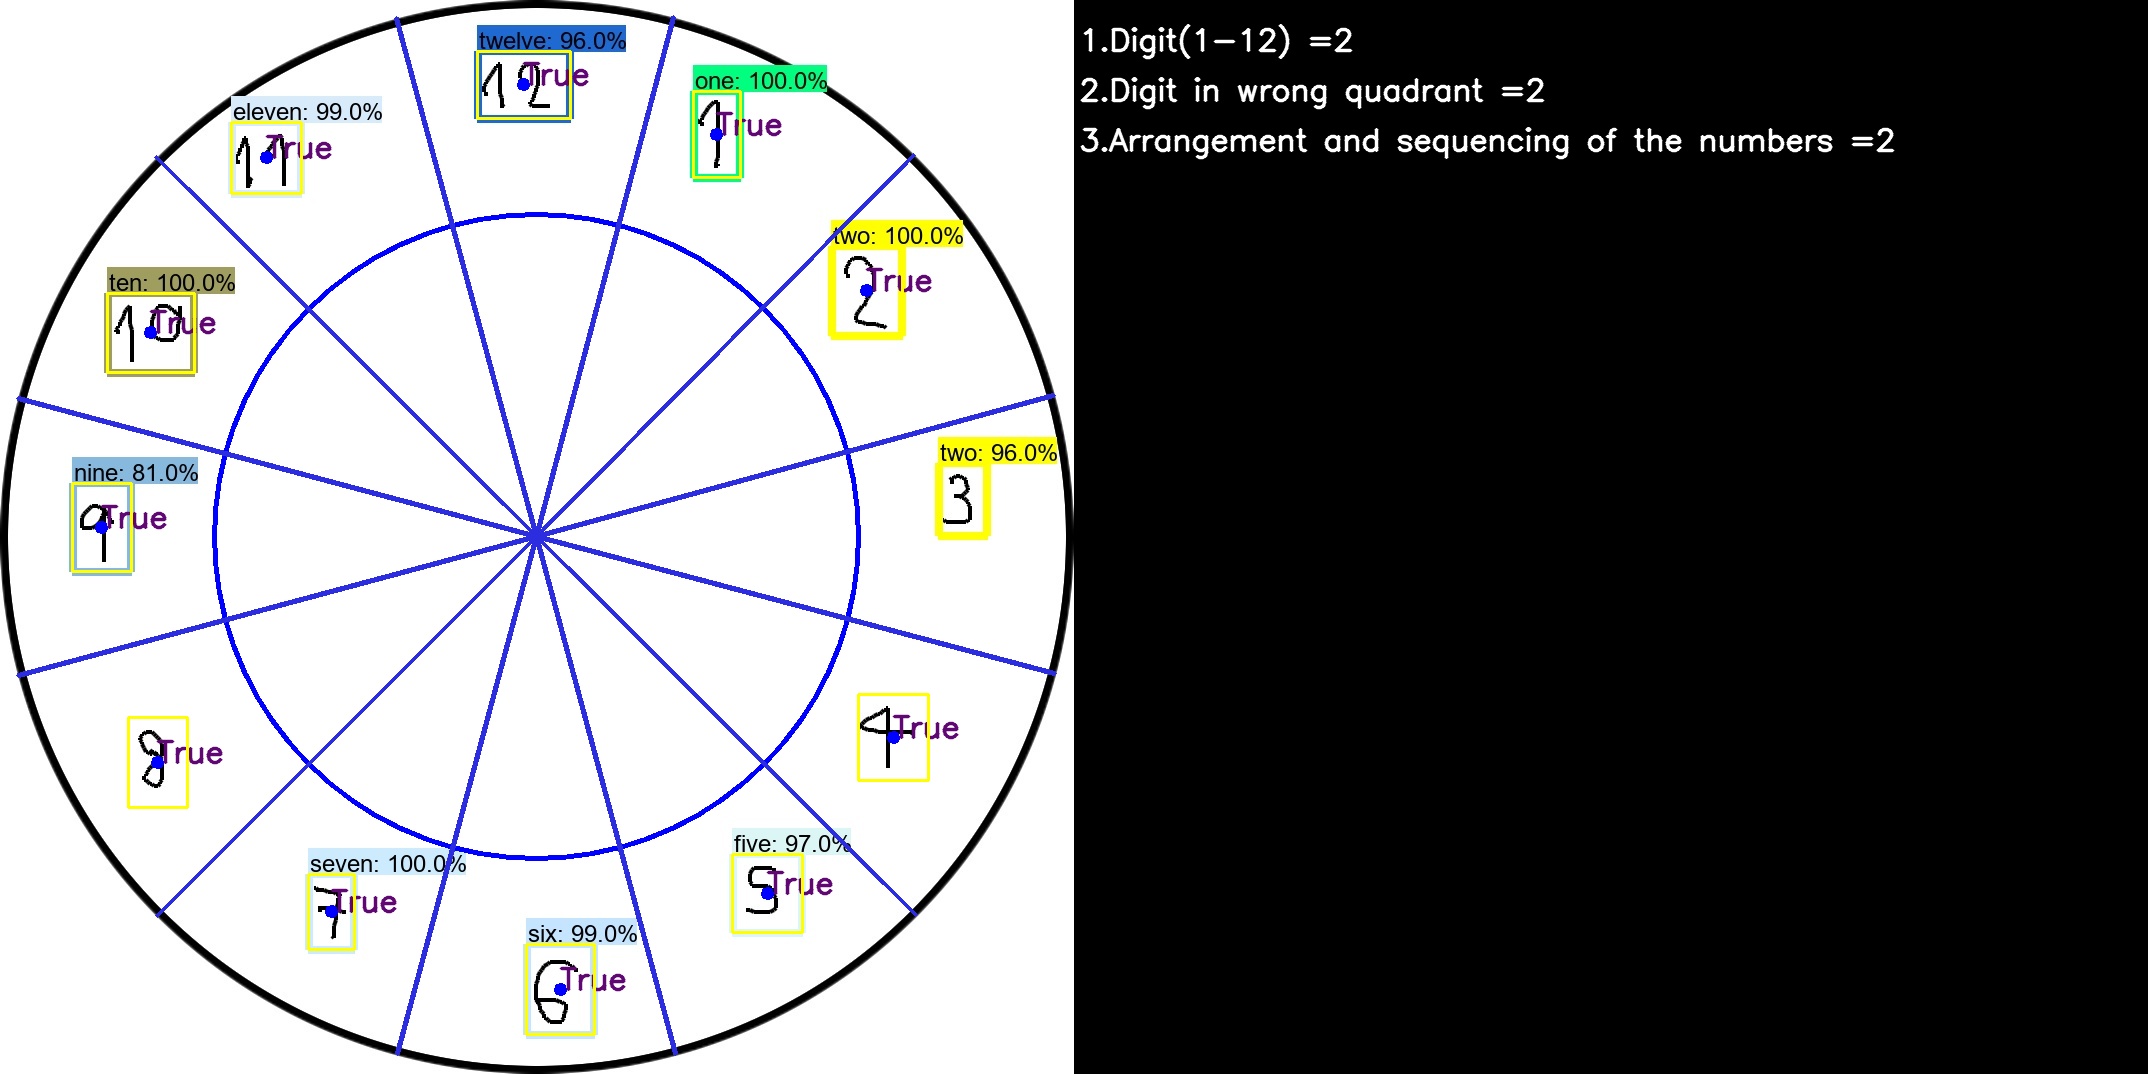 twelve: 96.0%
12
True
one: 100.0%
1
True
eleven: 99.0%
11
True
two: 100.0%
2
True
ten: 100.0%
10
True
two: 96.0%
3
nine: 81.0%
9
True
4
True
8
True
five: 97.0%
5
True
seven: 100.0%
7
True
six: 99.0%
6
True
1.Digit(1-12) =2
2.Digit in wrong quadrant =2
3.Arrangement and sequencing of the numbers =2